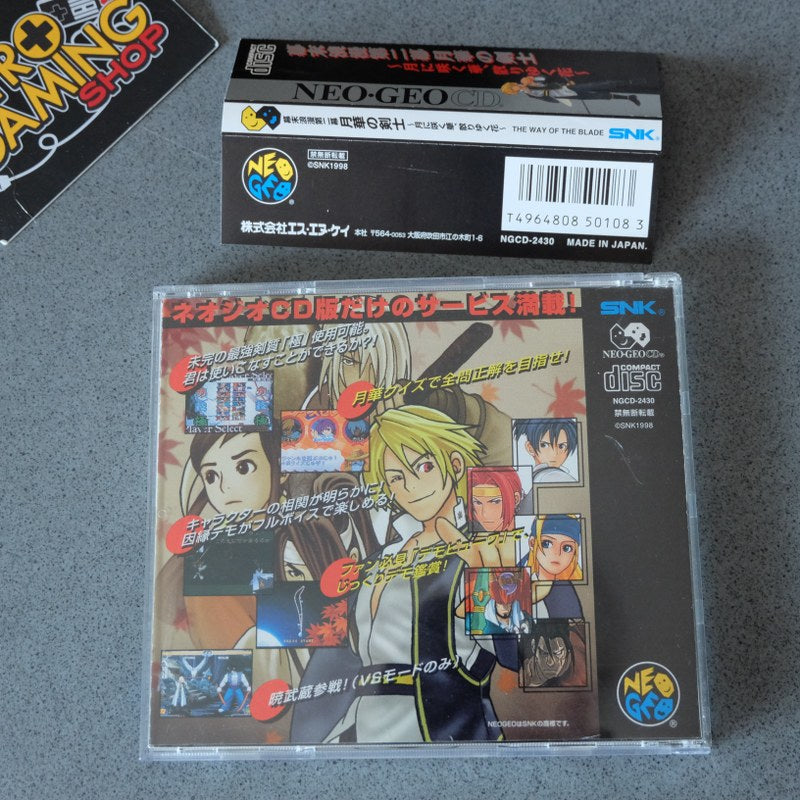 RO
GAMING
SHOP
COMPACT
disc
幕末浪漫第二幕月華の剣士
〜月に咲く華、散りゆく花〜
NEO・GEO CD
幕末浪漫第二幕 月華の剣士 〜月に咲く華、散りゆく花〜 THE WAY OF THE BLADE SNK®
NEO
GEO
禁無断転載
©SNK1998
株式会社エス・エヌ・ケイ 本社 〒564-0053 大阪府吹田市江の木町1-6
T4964808 50108 3
NGCD-2430 MADE IN JAPAN.
ネオジオCD版だけのサービス満載!
SNK®
NEO・GEO CD®
COMPACT
disc
NGCD-2430
禁無断転載
©SNK1998
未完の最強剣質「極」使用可能。
君は使いこなすことができるか?!
Player Select
月華クイズで全問正解を目指せ!
キャラクターの相関が明らかに!
因縁デモがフルボイスで楽しめる!
ファン必見「デモビューワ」で
じっくりデモ鑑賞!
PRESS START
暁武蔵参戦!(VSモードのみ)
NEO
GEO®
NEOGEOはSNKの商標です。